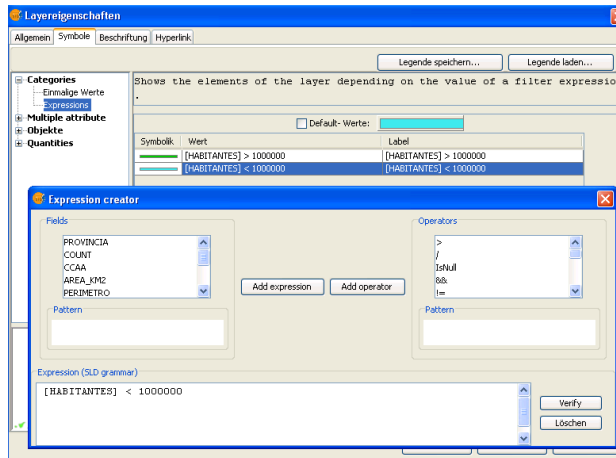 Layereigenschaften
Allgemein Symbole Beschriftung Hyperlink
Legende speichern... Legende laden...
Categories
Einmalige Werte
Expressions
Multiple attribute
Objekte
Quantities
Shows the elements of the layer depending on the value of a filter expressio
.
Default- Werte:
Symbolik Wert Label
[HABITANTES] > 1000000 [HABITANTES] > 1000000
[HABITANTES] < 1000000 [HABITANTES] < 1000000
Expression creator
Fields
PROVINCIA
COUNT
CCAA
AREA_KM2
PERIMETRO
Pattern
Add expression Add operator
Operators
>
/
IsNull
&&
!=
Pattern
Expression (SLD grammar)
[HABITANTES] < 1000000
Verify
Löschen